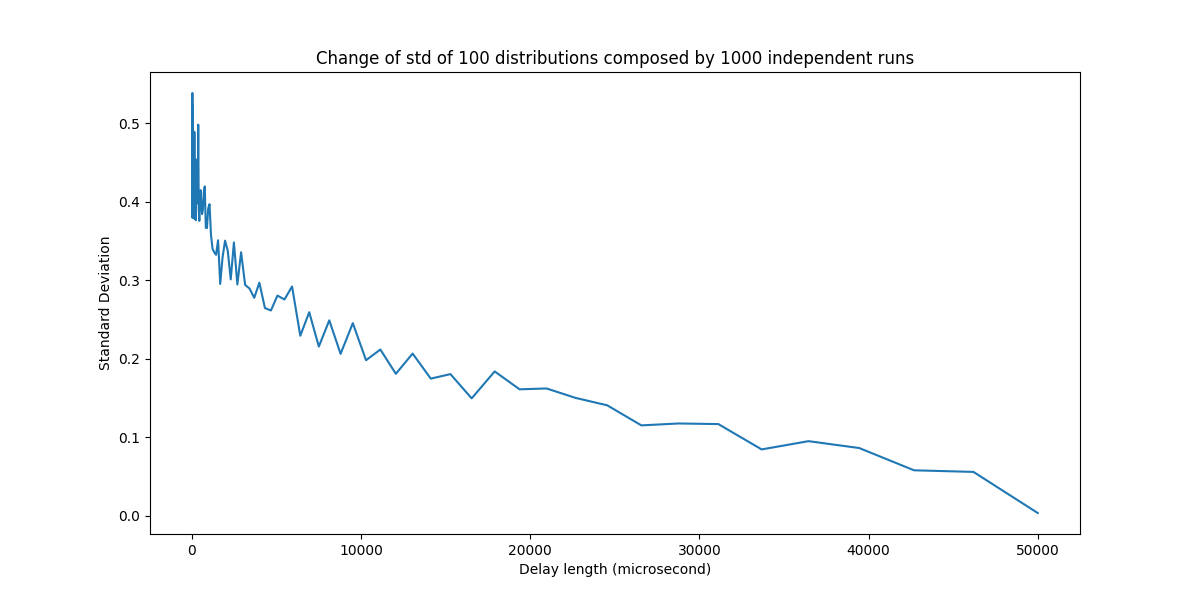 Change of std of 100 distributions composed by 1000 independent runs
Standard Deviation
0.5
0.4
0.3
0.2
0.1
0.0
0 10000 20000 30000 40000 50000
Delay length (microsecond)